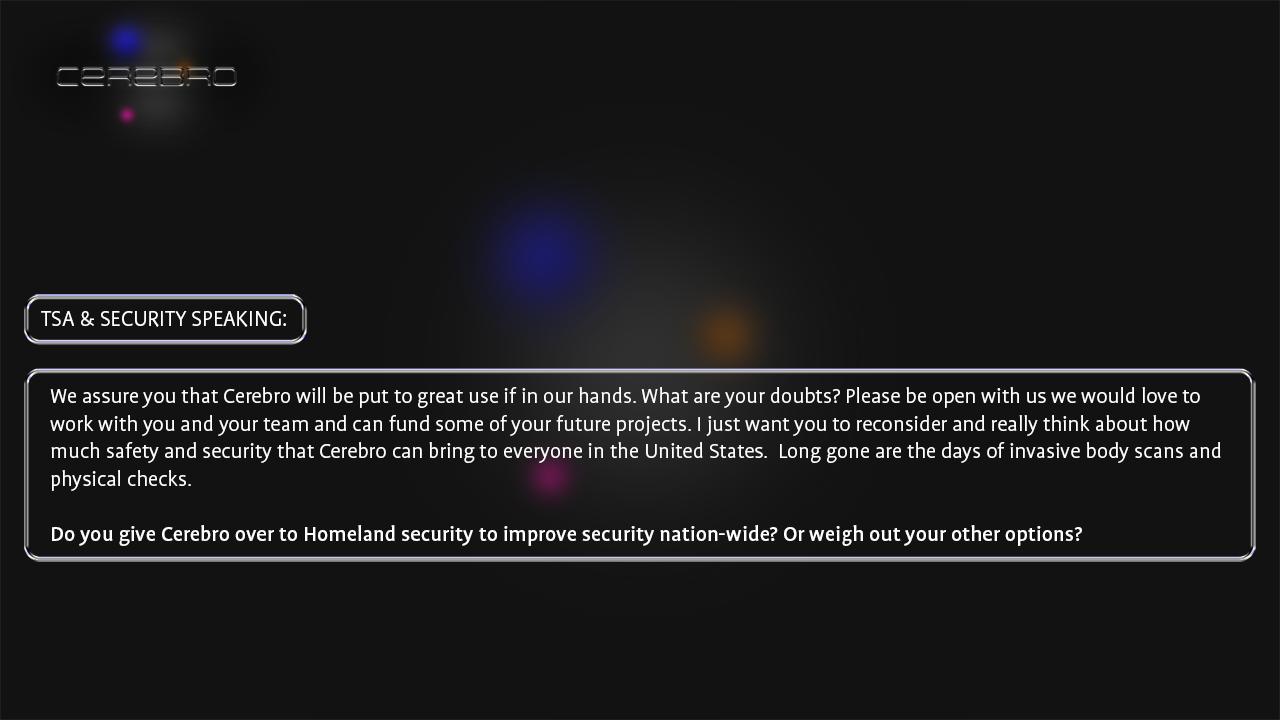 CEREBRO
TSA & SECURITY SPEAKING:
We assure you that Cerebro will be put to great use if in our hands. What are your doubts? Please be open with us we would love to
work with you and your team and can fund some of your future projects. I just want you to reconsider and really think about how
much safety and security that Cerebro can bring to everyone in the United States.  Long gone are the days of invasive body scans and
physical checks.
Do you give Cerebro over to Homeland security to improve security nation-wide? Or weigh out your other options?